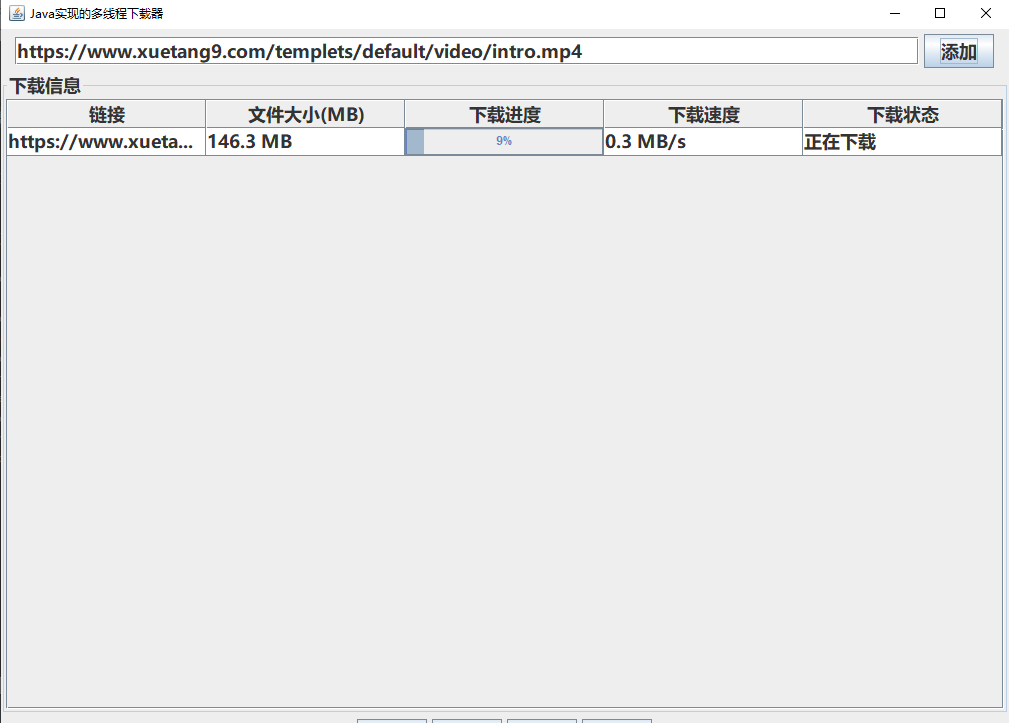 Java实现的多线程下载器
https://www.xuetang9.com/templets/default/video/intro.mp4 添加
下载信息
链接 文件大小(MB) 下载进度 下载速度 下载状态
https://www.xueta... 146.3 MB 9% 0.3 MB/s 正在下载